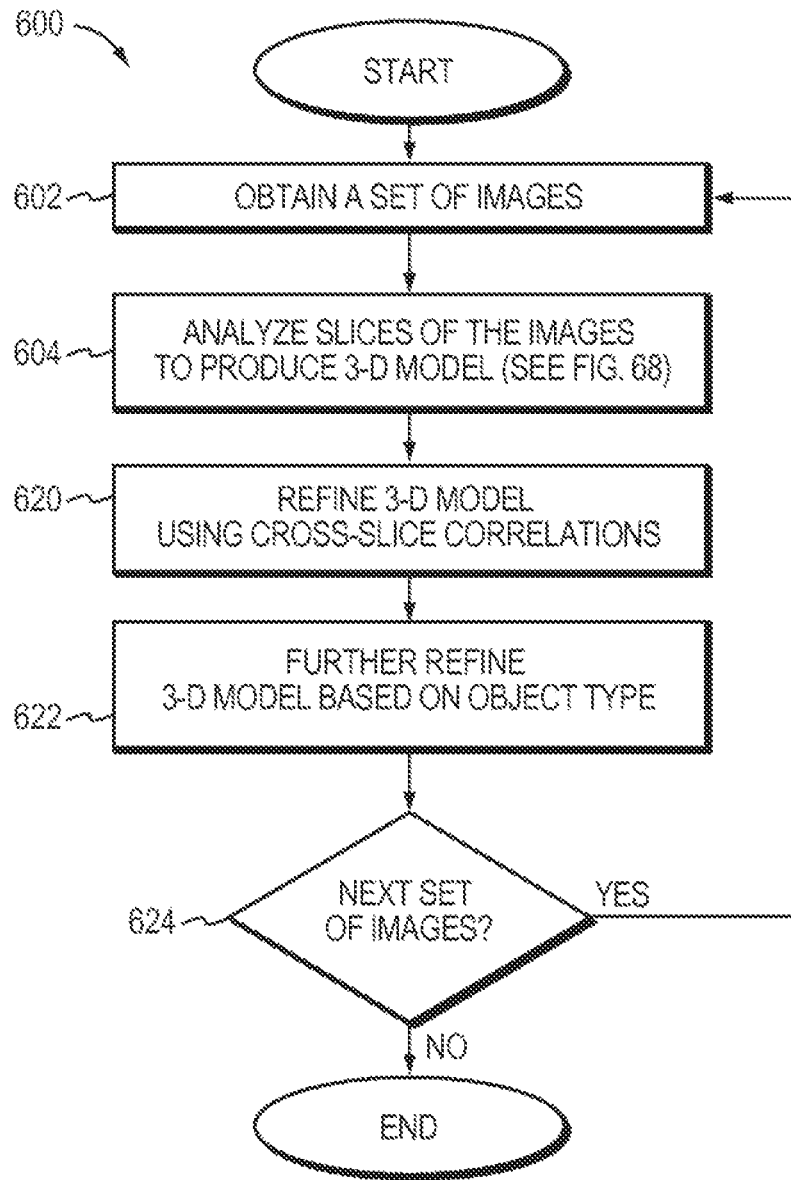 600
START
602
OBTAIN A SET OF IMAGES
604
ANALYZE SLICES OF THE IMAGES
TO PRODUCE 3-D MODEL (SEE FIG. 68)
620
REFINE 3-D MODEL
USING CROSS-SLICE CORRELATIONS
622
FURTHER REFINE
3-D MODEL BASED ON OBJECT TYPE
624
NEXT SET
OF IMAGES?
YES
NO
END